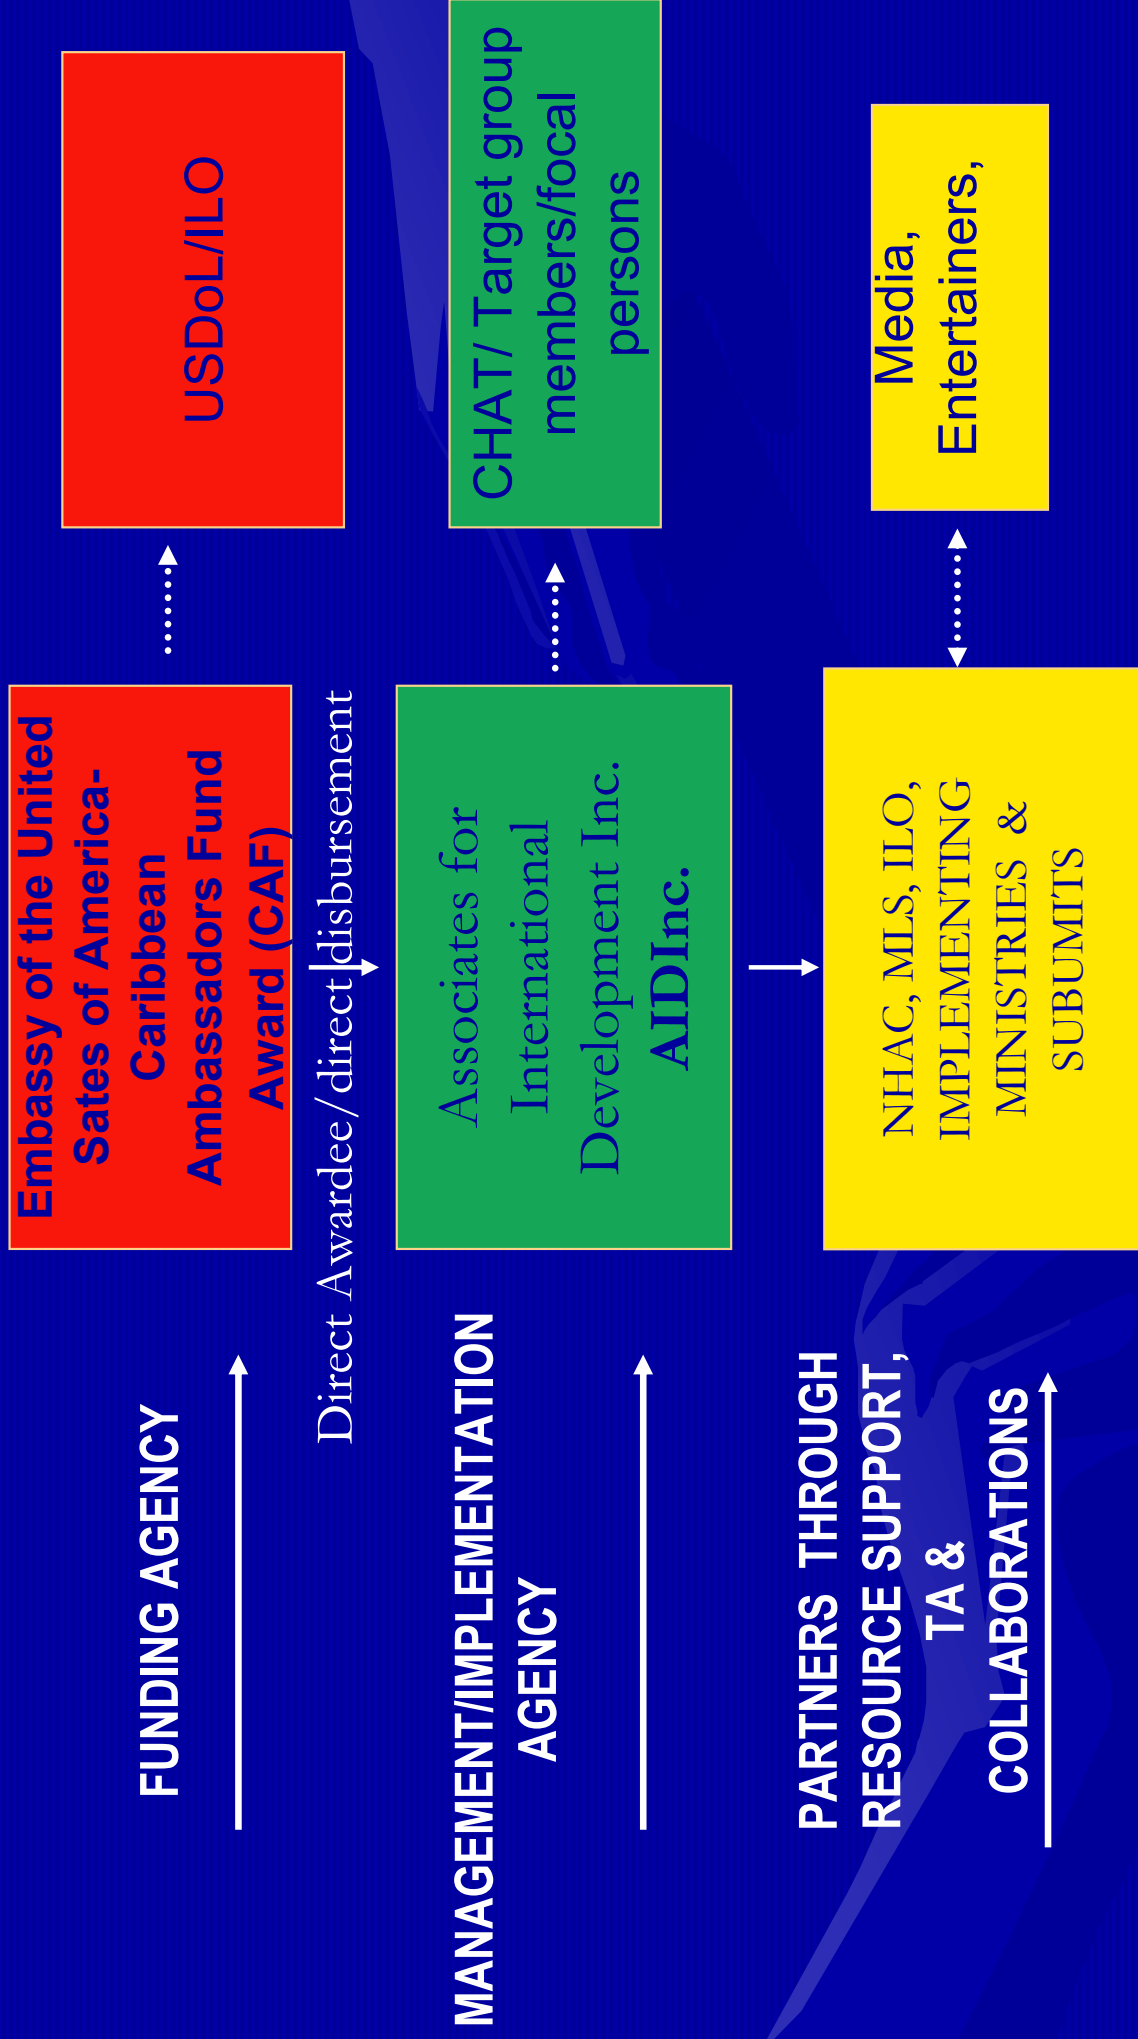 FUNDING AGENCY
Embassy of the United
Sates of America-
Caribbean
Ambassadors Fund
Award (CAF)
USDoL/ILO
Direct Awardee/direct disbursement
MANAGEMENT/IMPLEMENTATION
AGENCY
Associates for
International
Development Inc.
AIDInc.
CHAT/ Target group
members/focal
persons
PARTNERS THROUGH
RESOURCE SUPPORT,
TA &
COLLABORATIONS
NHAC, MLS, ILO,
IMPLEMENTING
MINISTRIES &
SUBUMITS
Media,
Entertainers,